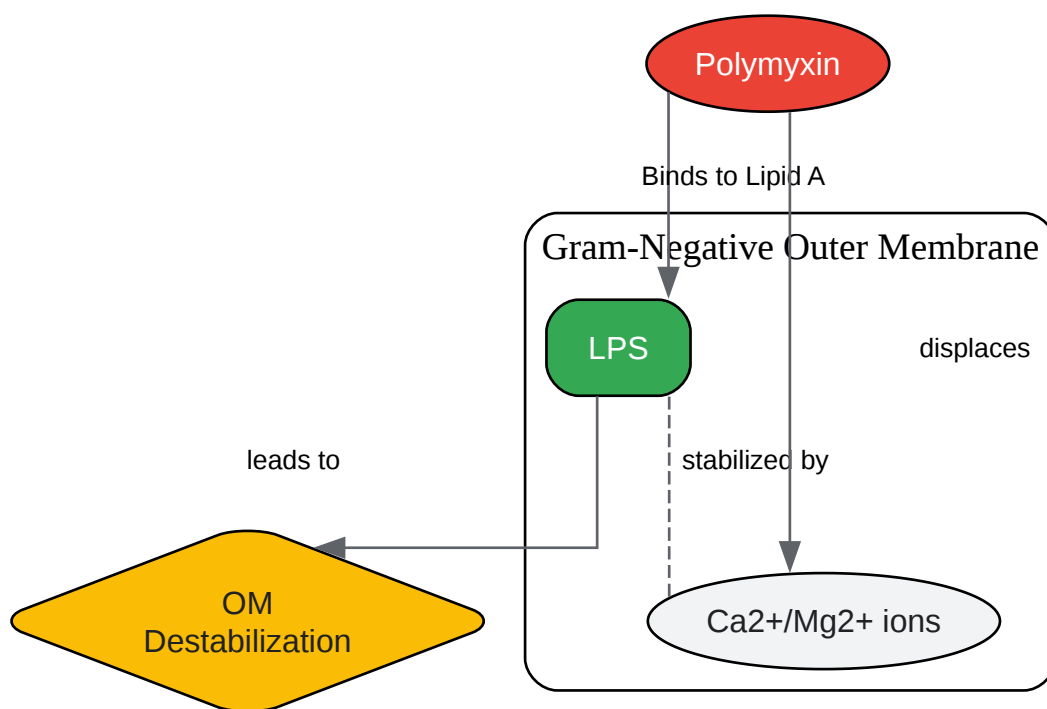 Polymyxin
Binds to Lipid A
Gram-Negative Outer Membrane
LPS
displaces
leads to
stabilized by
OM
Destabilization
Ca2+/Mg2+ ions